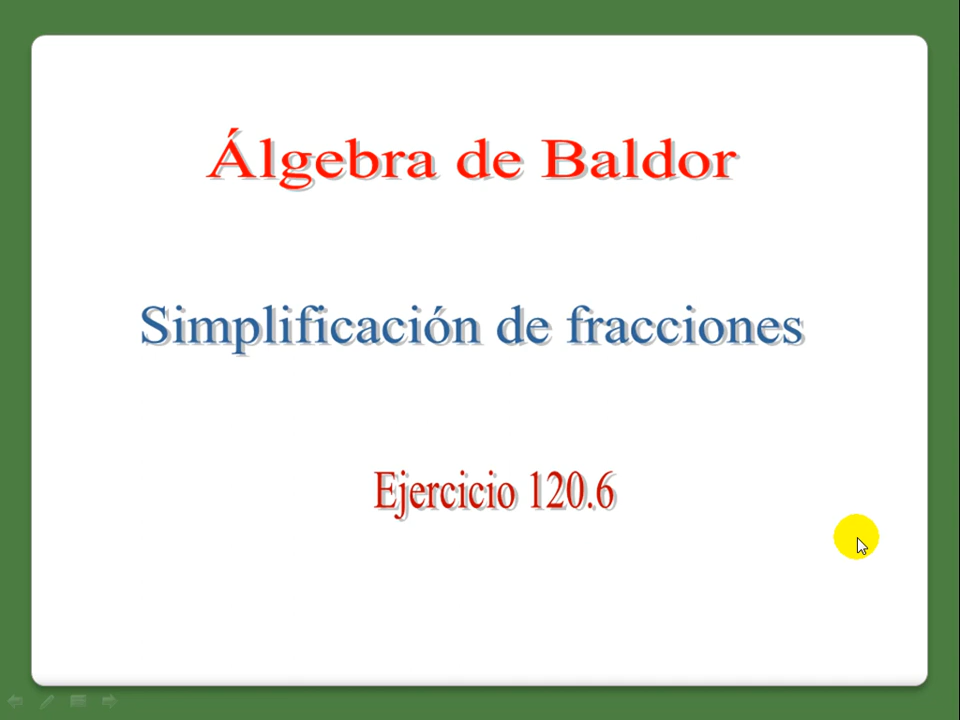 Álgebra de Baldor
Simplificación de fracciones
Ejercicio 120.6